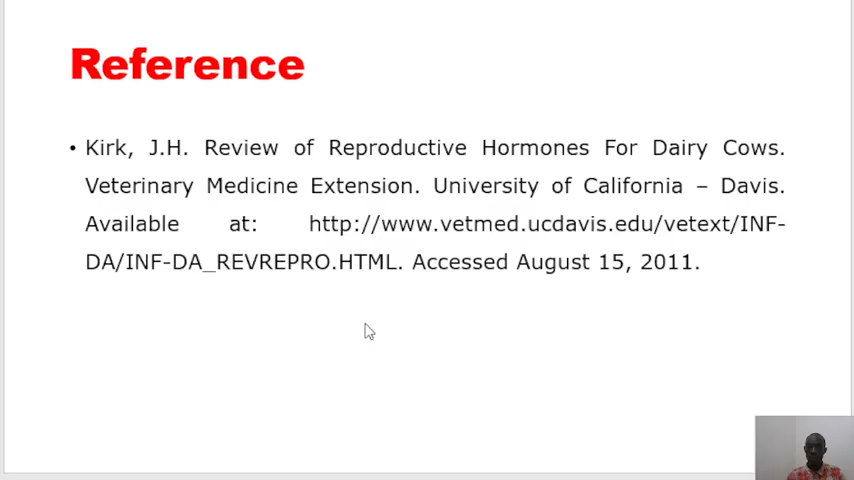 Reference
• Kirk, J.H. Review of Reproductive Hormones For Dairy Cows.
Veterinary Medicine Extension. University of California – Davis.
Available at: http://www.vetmed.ucdavis.edu/vetext/INF-
DA/INF-DA_REVREPRO.HTML. Accessed August 15, 2011.